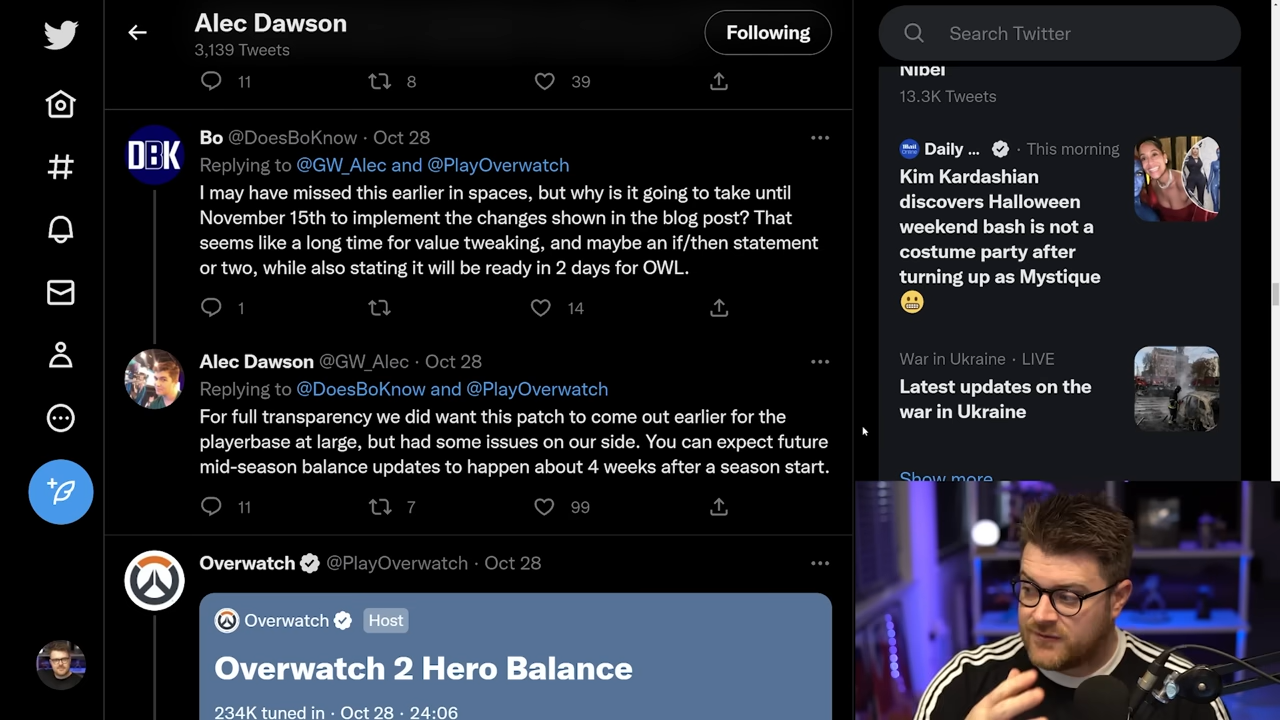 Alec Dawson
3,139 Tweets
Following
11
8
39
Bo @DoesBoKnow · Oct 28
Replying to @GW_Alec and @PlayOverwatch
I may have missed this earlier in spaces, but why is it going to take until
November 15th to implement the changes shown in the blog post? That
seems like a long time for value tweaking, and maybe an if/then statement
or two, while also stating it will be ready in 2 days for OWL.
1
14
DBK
Alec Dawson @GW_Alec · Oct 28
Replying to @DoesBoKnow and @PlayOverwatch
For full transparency we did want this patch to come out earlier for the
playerbase at large, but had some issues on our side. You can expect future
mid-season balance updates to happen about 4 weeks after a season start.
11
7
99
Overwatch @PlayOverwatch · Oct 28
Overwatch Host
Overwatch 2 Hero Balance
234K tuned in · Oct 28 · 24:06
Search Twitter
Nibel
13.3K Tweets
Daily ... · This morning
Kim Kardashian
discovers Halloween
weekend bash is not a
costume party after
turning up as Mystique
😬
War in Ukraine · LIVE
Latest updates on the
war in Ukraine
Show more